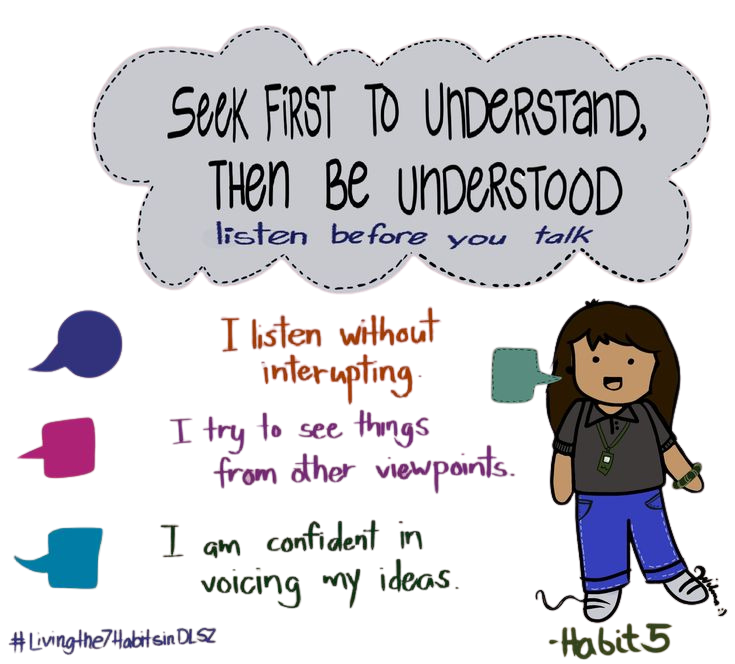 SEEK FIRST TO UNDERSTAND,
THEN BE UNDERSTOOD
listen before you talk
I listen without
interupting.
I try to see things
from other viewpoints.
I am confident in
voicing my ideas.
#Livingthe7HabitsinDLSZ
-Habit 5